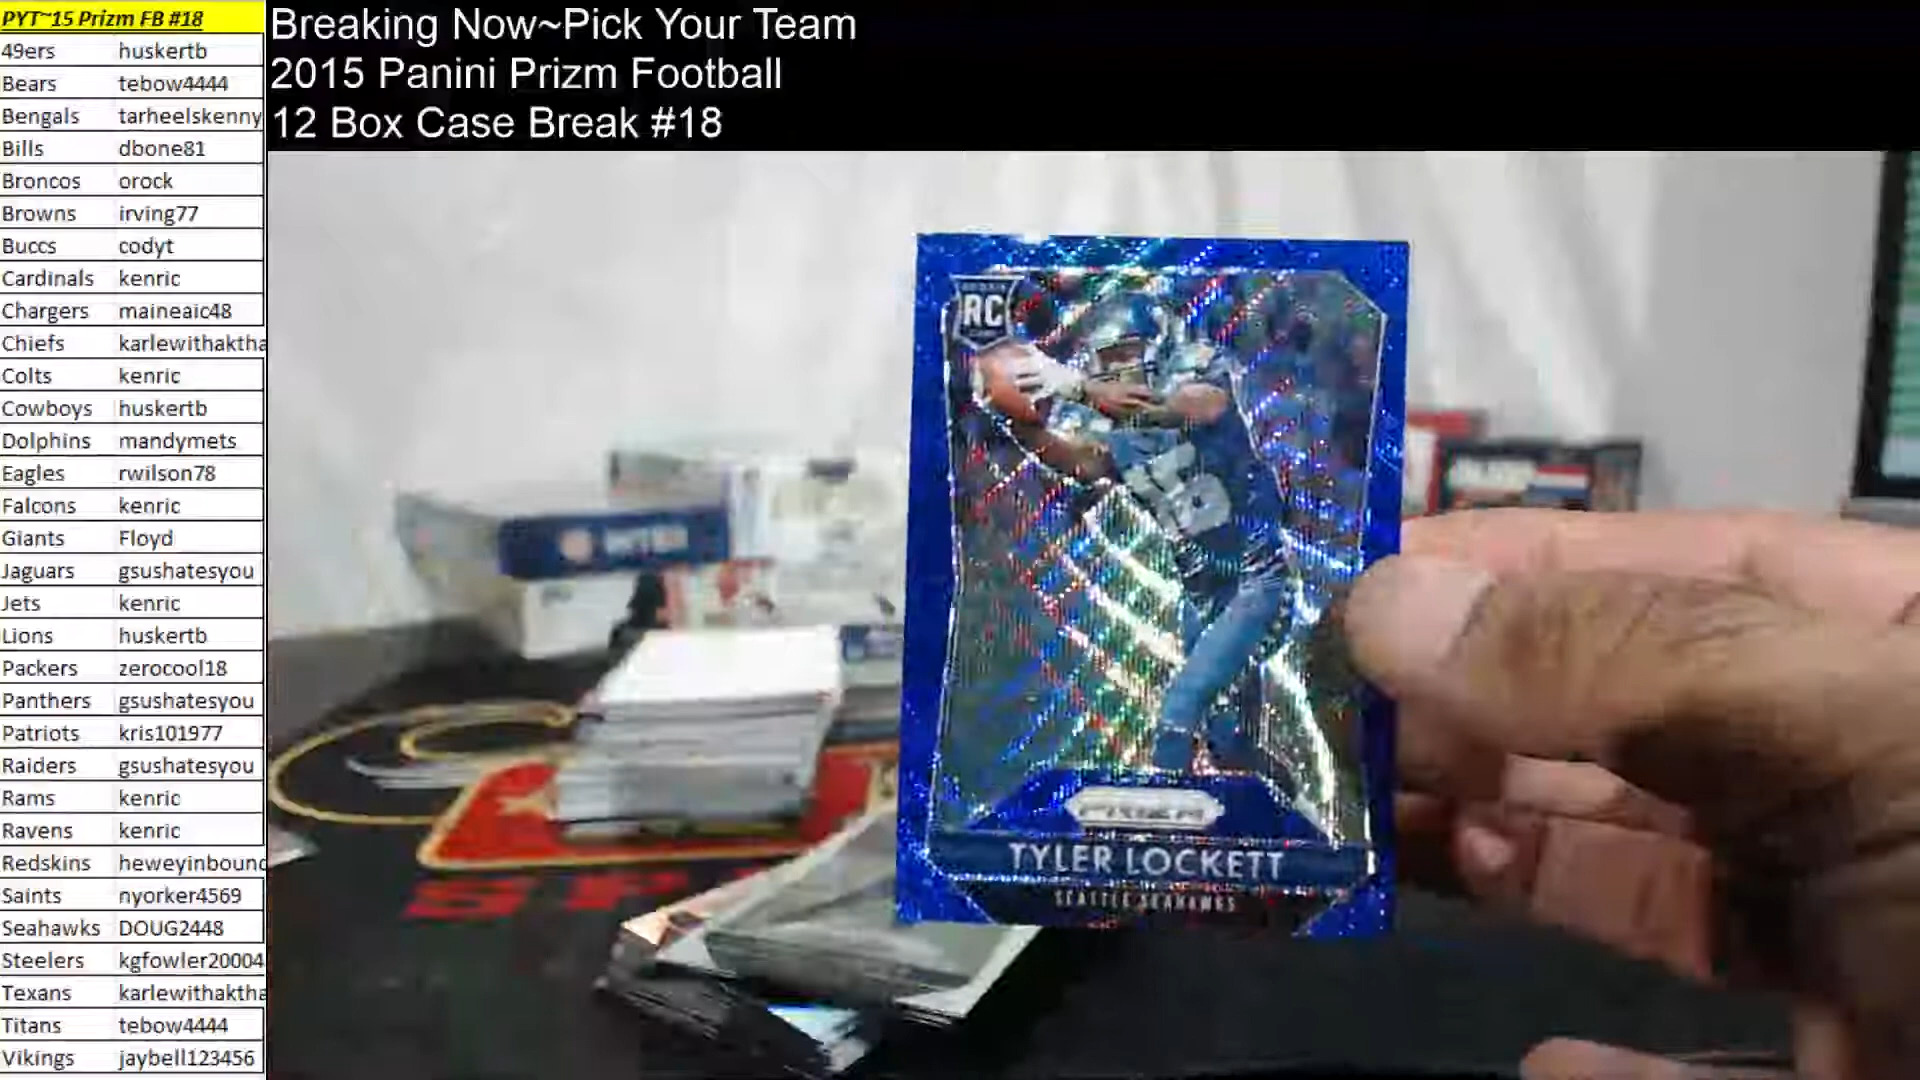 PYT~15 Prizm FB #18
49ers huskertb
Bears tebow4444
Bengals tarheelskenny
Bills dbone81
Broncos orock
Browns irving77
Buccs codyt
Cardinals kenric
Chargers maineaic48
Chiefs karlewithaktha
Colts kenric
Cowboys huskertb
Dolphins mandymets
Eagles rwilson78
Falcons kenric
Giants Floyd
Jaguars gsushatesyou
Jets kenric
Lions huskertb
Packers zerocool18
Panthers gsushatesyou
Patriots kris101977
Raiders gsushatesyou
Rams kenric
Ravens kenric
Redskins heweyinbound
Saints nyorker4569
Seahawks DOUG2448
Steelers kgfowler20004
Texans karlewithaktha
Titans tebow4444
Vikings jaybell123456
Breaking Now~Pick Your Team
2015 Panini Prizm Football
12 Box Case Break #18
RC
18
PRIZM
TYLER LOCKETT
SEATTLE SEAHAWKS